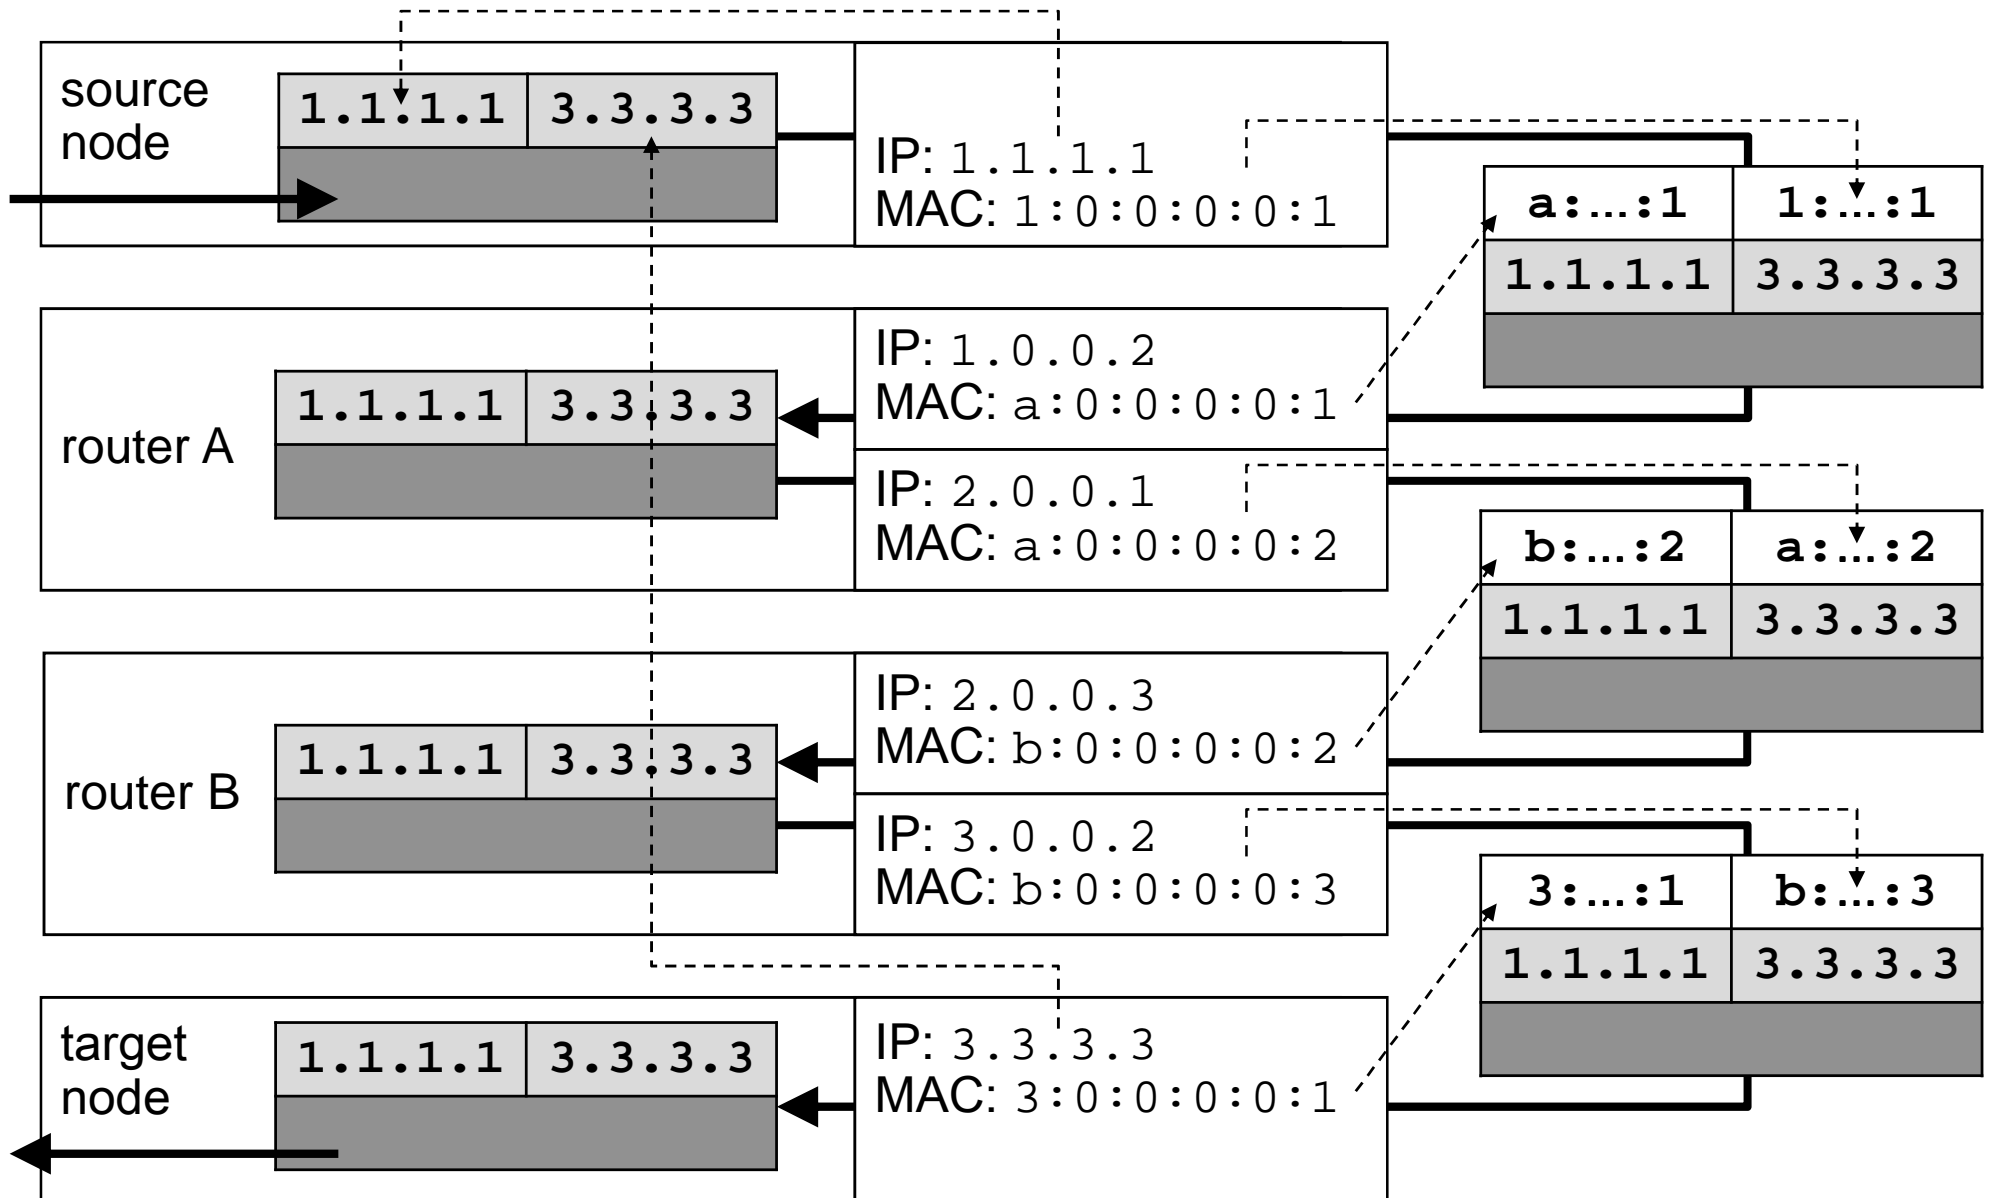 source
node
1.1.1.1 3.3.3.3
IP: 1.1.1.1
MAC: 1:0:0:0:0:1
a:…:1 1:…:1
1.1.1.1 3.3.3.3
router A
1.1.1.1 3.3.3.3
IP: 1.0.0.2
MAC: a:0:0:0:0:1
IP: 2.0.0.1
MAC: a:0:0:0:0:2
b:…:2 a:…:2
1.1.1.1 3.3.3.3
router B
1.1.1.1 3.3.3.3
IP: 2.0.0.3
MAC: b:0:0:0:0:2
IP: 3.0.0.2
MAC: b:0:0:0:0:3
3:…:1 b:…:3
1.1.1.1 3.3.3.3
target
node
1.1.1.1 3.3.3.3
IP: 3.3.3.3
MAC: 3:0:0:0:0:1